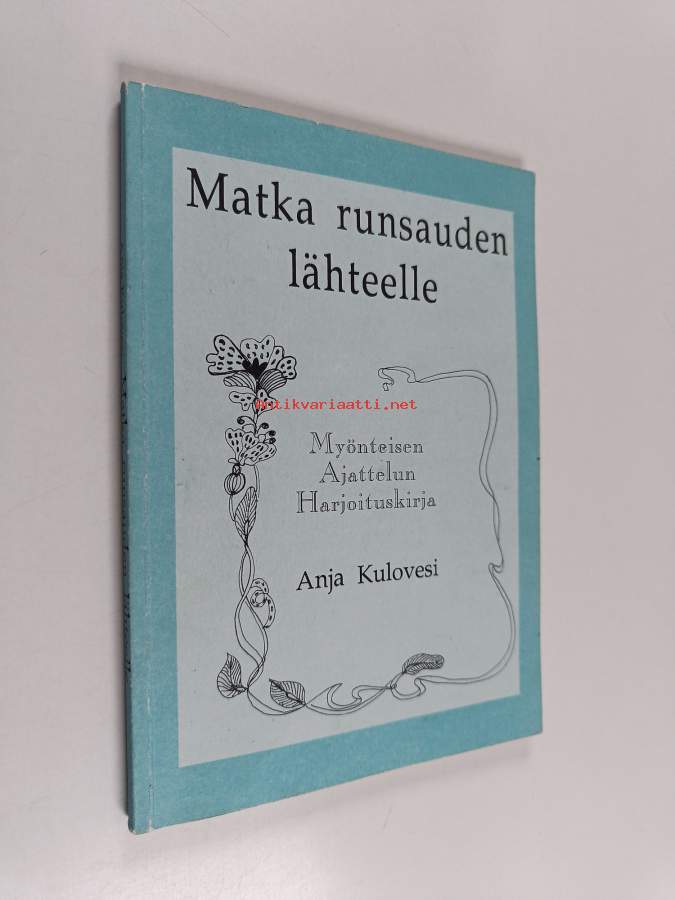 Matka runsauden
lähteelle
Antikvariaatti.net
Myönteisen
Ajattelun
Harjoituskirja
Anja Kulovesi